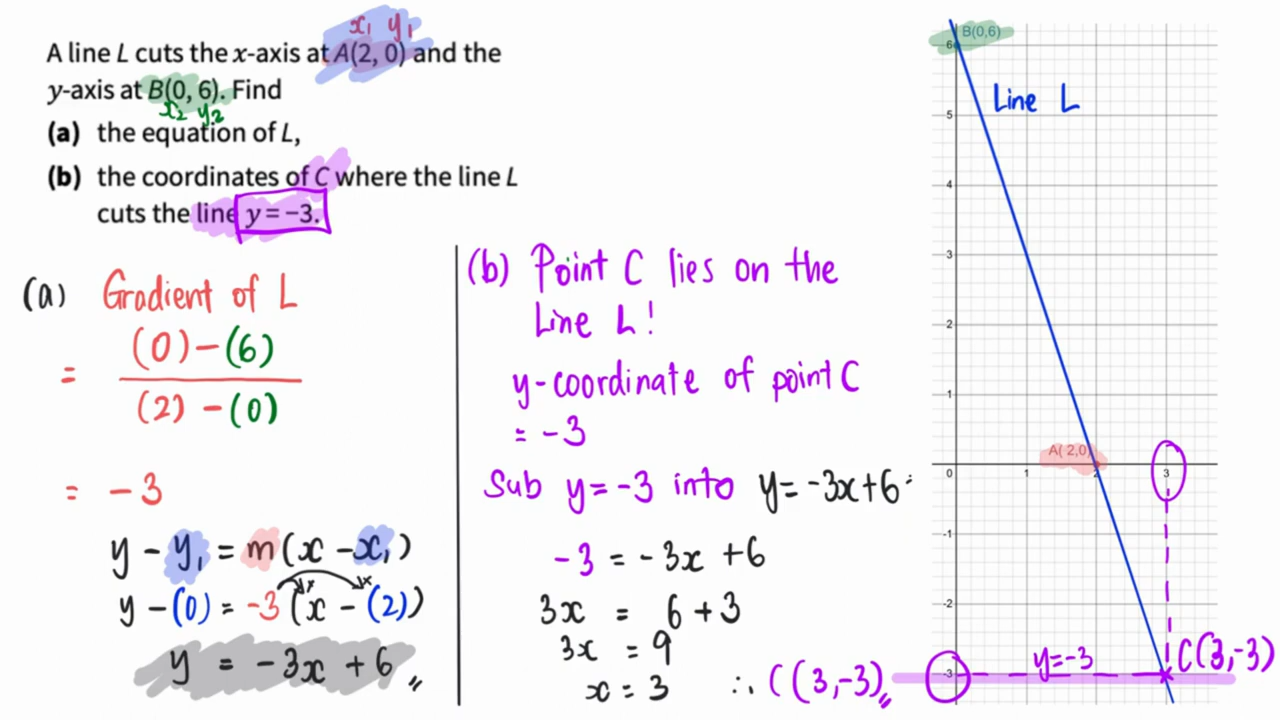 x₁ y₁
A line L cuts the x-axis at A(2, 0) and the
y-axis at B(0, 6). Find
x₂ y₂
(a) the equation of L,
(b) the coordinates of C where the line L
cuts the line y = −3.
(a) Gradient of L
= (0) − (6)
(2) − (0)
= −3
y − y₁ = m(x − x₁)
y − (0) = −3 (x − (2))
y = −3x + 6
(b) Point C lies on the
Line L!
y-coordinate of point C
= −3
Sub y = −3 into y = −3x+6 :
−3 = −3x + 6
3x = 6 + 3
3x = 9
x = 3
∴ C(3,−3)
B(0,6)
6
Line L
5
4
3
2
1
A( 2,0)
0 1 2 3
-1
-2
y=−3
C(3,−3)
-3